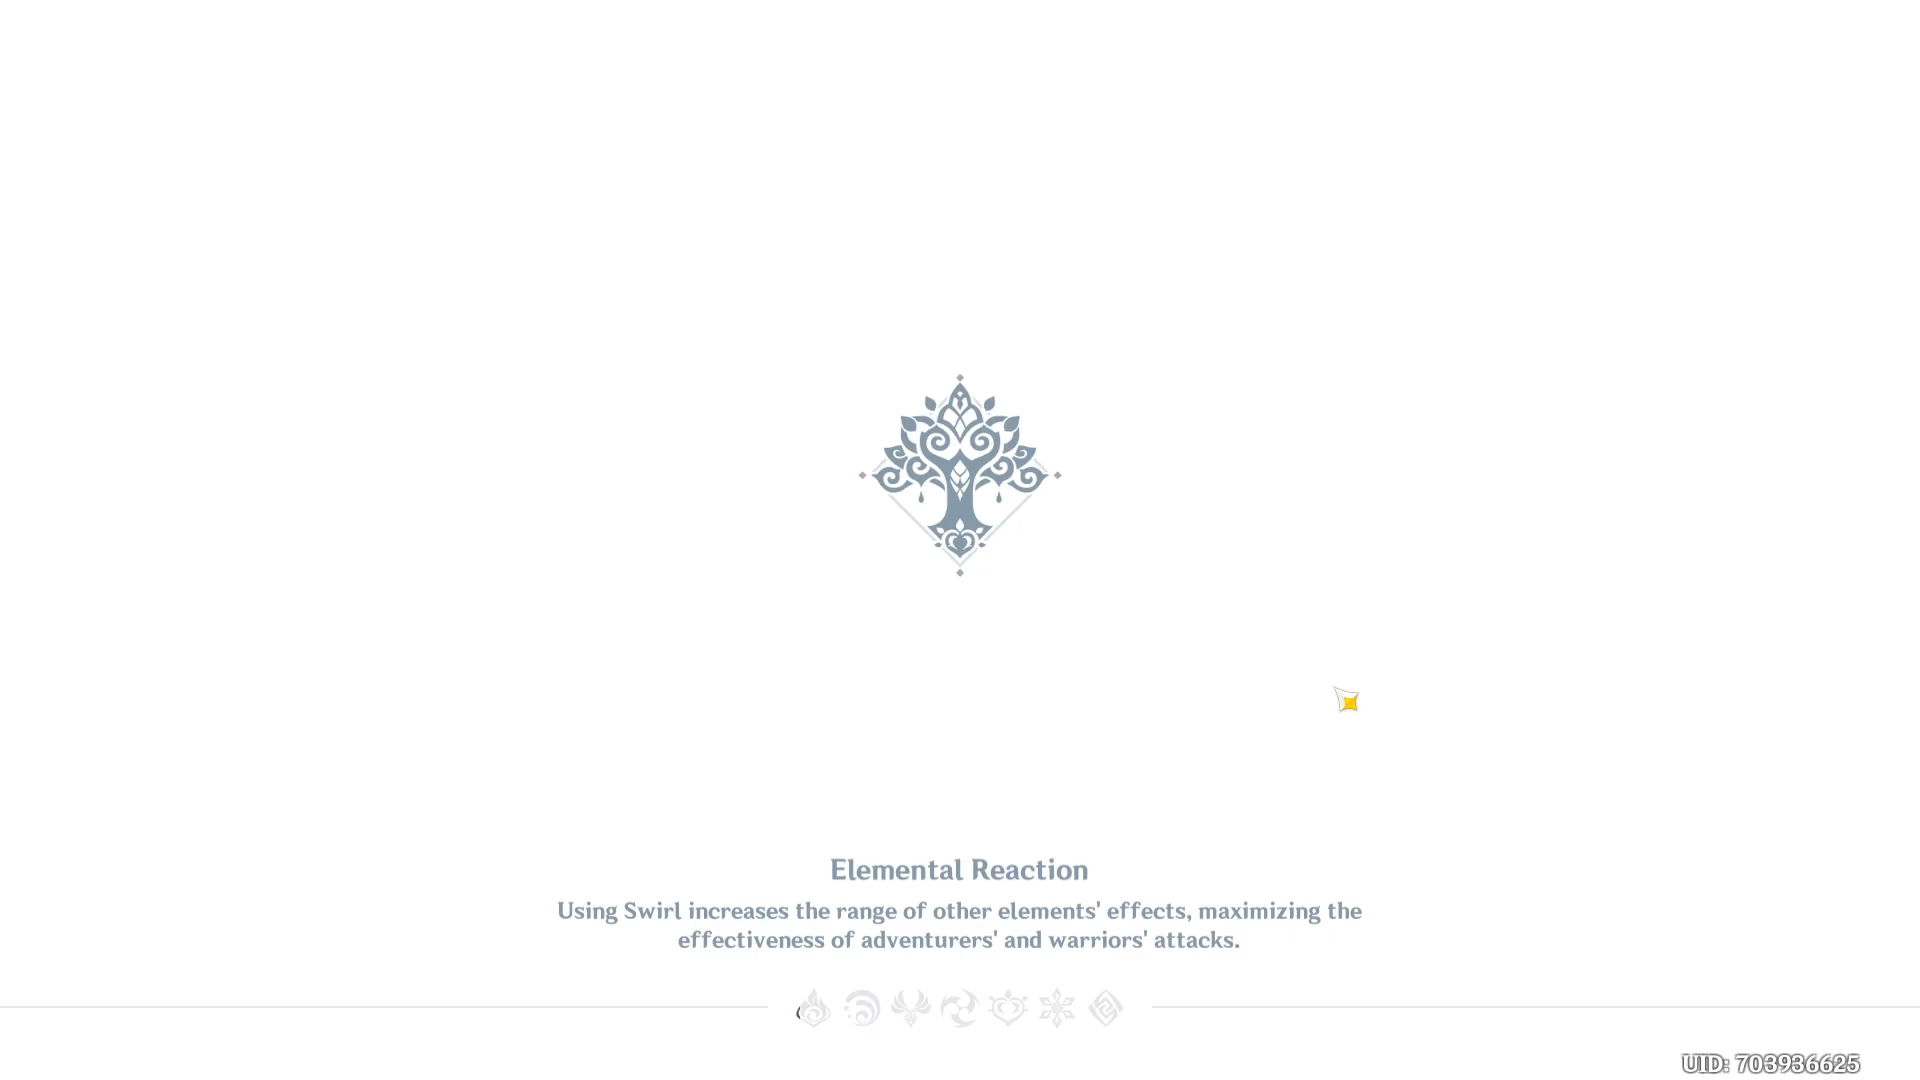 Elemental Reaction
Using Swirl increases the range of other elements' effects, maximizing the
effectiveness of adventurers' and warriors' attacks.
UID: 703936625